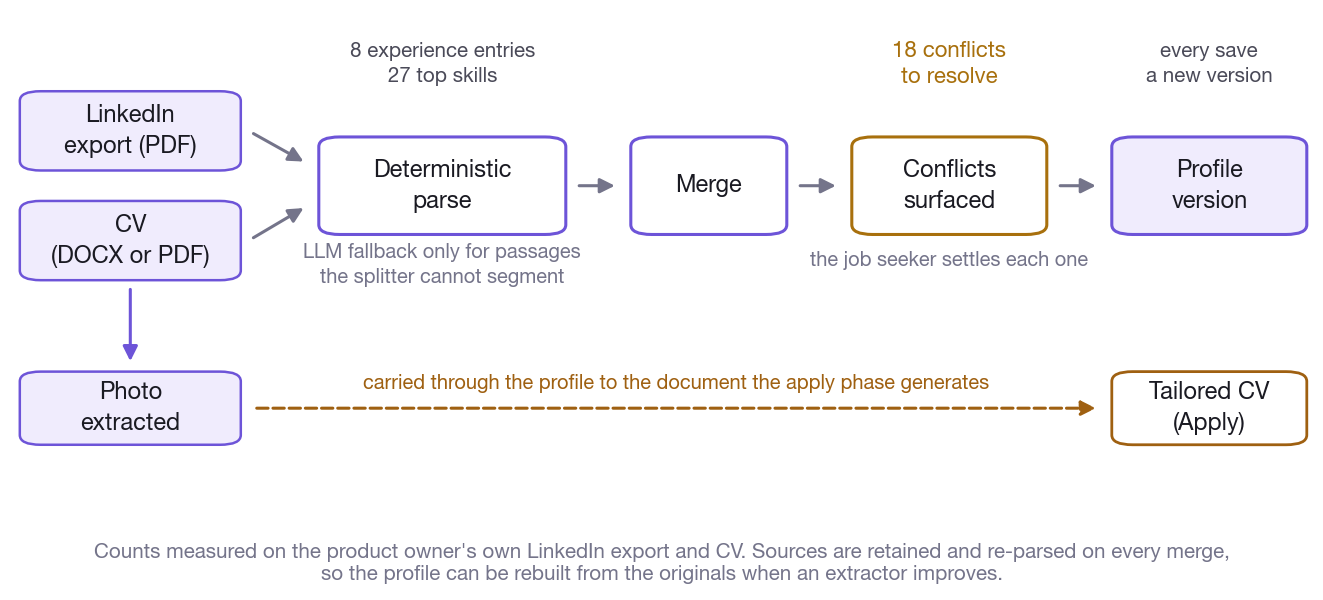 8 experience entries
27 top skills
18 conflicts
to resolve
every save
a new version
LinkedIn
export (PDF)
CV
(DOCX or PDF)
Deterministic
parse
Merge
Conflicts
surfaced
Profile
version
LLM fallback only for passages
the splitter cannot segment
the job seeker settles each one
Photo
extracted
carried through the profile to the document the apply phase generates
Tailored CV
(Apply)
Counts measured on the product owner's own LinkedIn export and CV. Sources are retained and re-parsed on every merge,
so the profile can be rebuilt from the originals when an extractor improves.